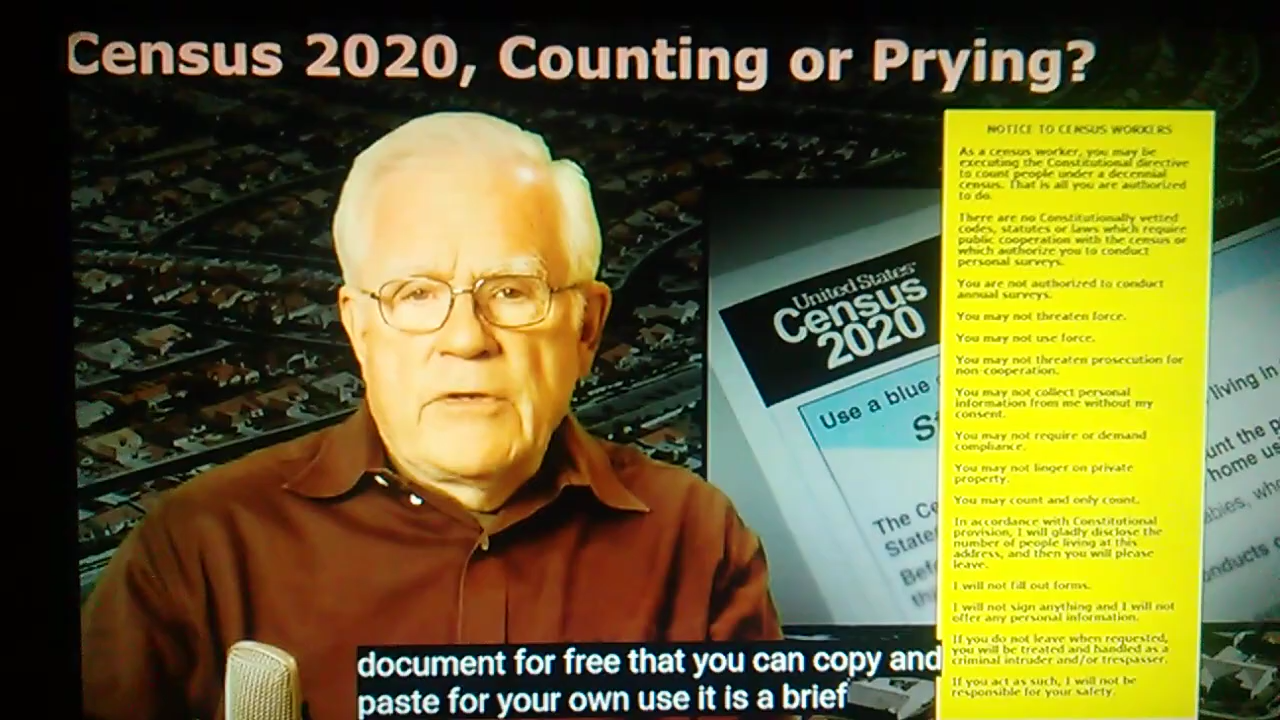 Census 2020, Counting or Prying?
NOTICE TO CENSUS WORKERS
As a census worker, you may be
executing the Constitutional directive
to count people under a decennial
census. That is all you are authorized
to do.
There are no Constitutionally vetted
codes, statutes or laws which require
public cooperation with the census or
which authorize you to conduct
personal surveys.
You are not authorized to conduct
annual surveys.
You may not threaten force.
You may not use force.
You may not threaten prosecution for
non-cooperation.
You may not collect personal
information from me without my
consent.
You may not require or demand
compliance.
You may not linger on private
property.
You may count and only count.
In accordance with Constitutional
provision, I will gladly disclose the
number of people living at this
address, and then you will please
leave.
I will not fill out forms.
I will not sign anything and I will not
offer any personal information.
If you do not leave when requested,
you will be treated and handled as a
criminal intruder and/or trespasser.
If you act as such, I will not be
responsible for your safety.
United States
Census
2020
Use a blue
living in
unt the
home
The
State
document for free that you can copy and
paste for your own use it is a brief